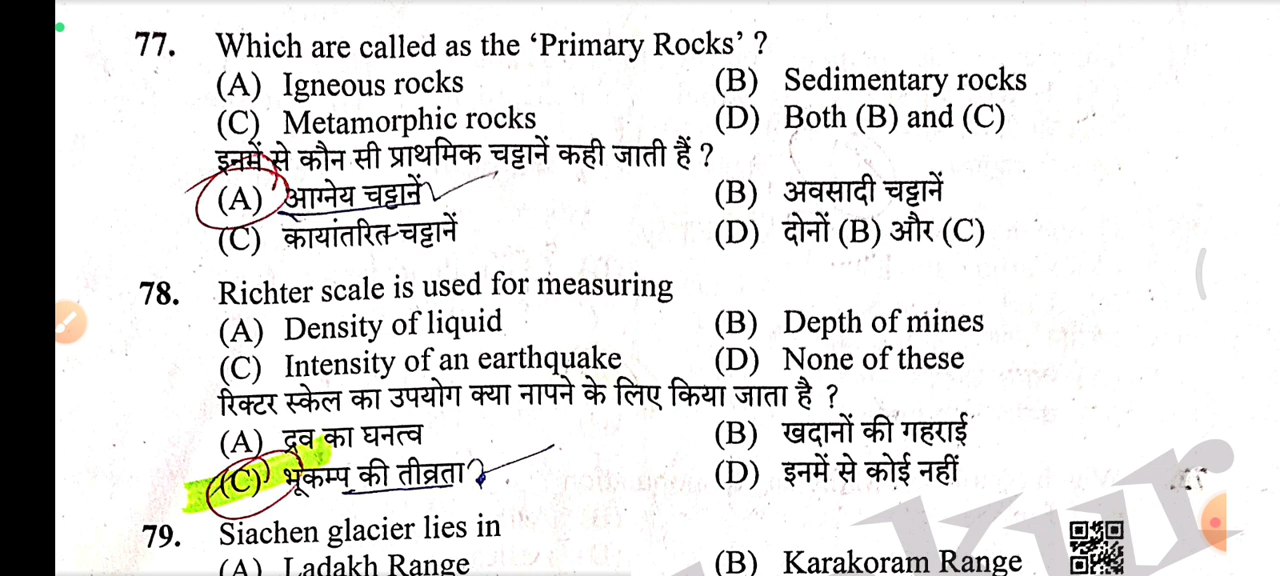 77. Which are called as the ‘Primary Rocks’ ?
(A) Igneous rocks (B) Sedimentary rocks
(C) Metamorphic rocks (D) Both (B) and (C)
इनमें से कौन सी प्राथमिक चट्टानें कही जाती हैं ?
(A) आग्नेय चट्टानें (B) अवसादी चट्टानें
(C) कायांतरित चट्टानें (D) दोनों (B) और (C)
78. Richter scale is used for measuring
(A) Density of liquid (B) Depth of mines
(C) Intensity of an earthquake (D) None of these
रिक्टर स्केल का उपयोग क्या नापने के लिए किया जाता है ?
(A) द्रव का घनत्व (B) खदानों की गहराई
(C) भूकम्प की तीव्रता ? (D) इनमें से कोई नहीं
79. Siachen glacier lies in
(A) Ladakh Range (B) Karakoram Range